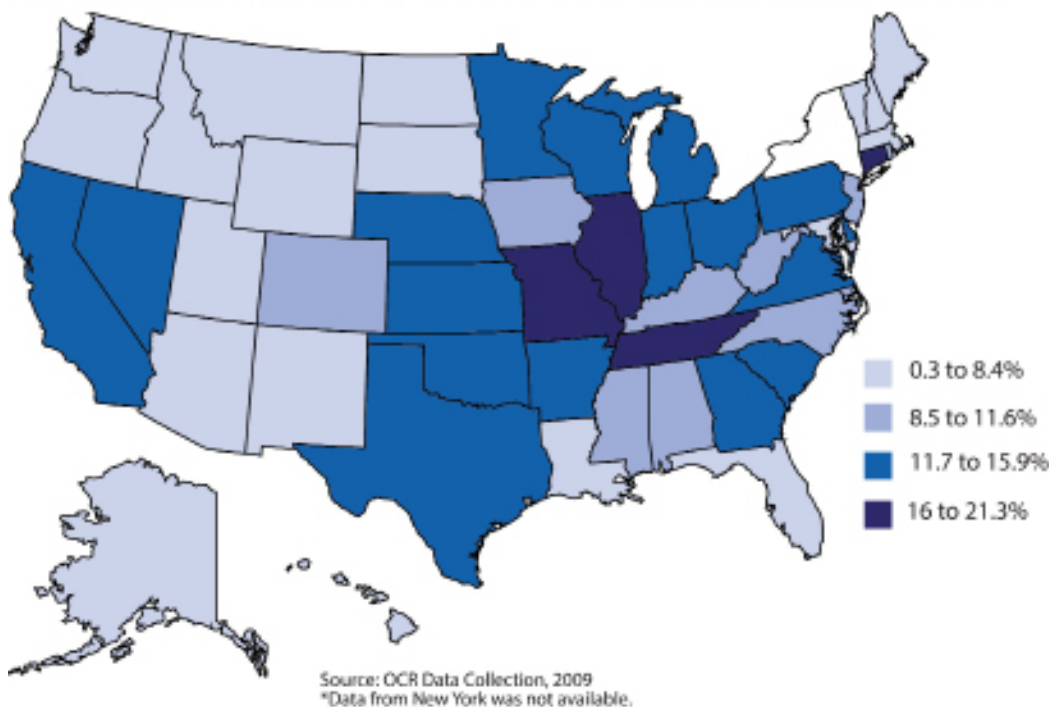 0.3 to 8.4%
8.5 to 11.6%
11.7 to 15.9%
16 to 21.3%
Source: OCR Data Collection, 2009
*Data from New York was not available.